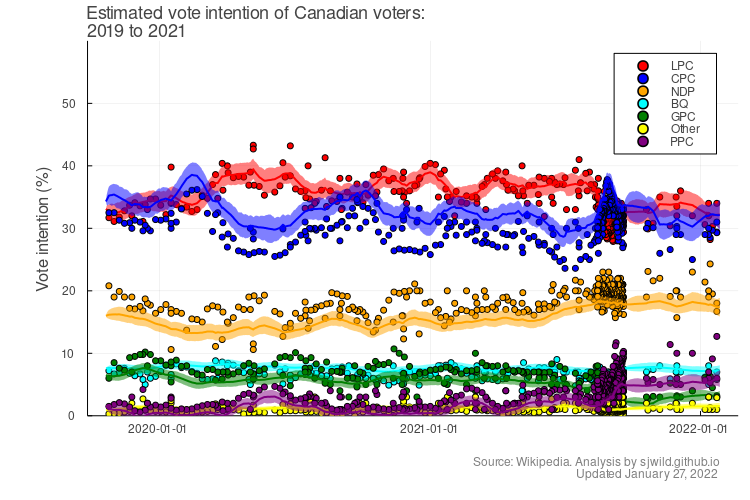 Estimated vote intention of Canadian voters:
2019 to 2021
LPC
CPC
NDP
BQ
GPC
Other
PPC
Vote intention (%)
50
40
30
20
10
0
2020-01-01
2021-01-01
2022-01-01
Source: Wikipedia. Analysis by sjwild.github.io
Updated January 27, 2022